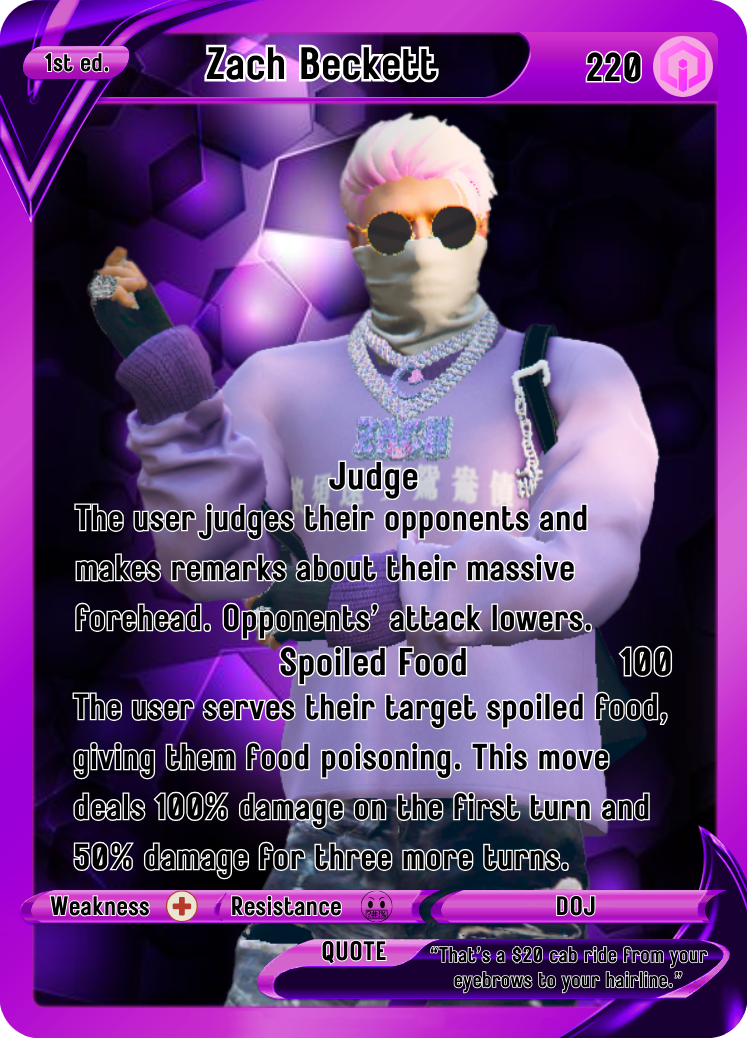 1st ed.
Zach Beckett
220
ZACH
Judge
The user judges their opponents and
makes remarks about their massive
forehead. Opponents’ attack lowers.
Spoiled Food 100
The user serves their target spoiled food,
giving them food poisoning. This move
deals 100% damage on the first turn and
50% damage for three more turns.
Weakness Resistance DOJ
QUOTE
“That’s a $20 cab ride from your
eyebrows to your hairline.”